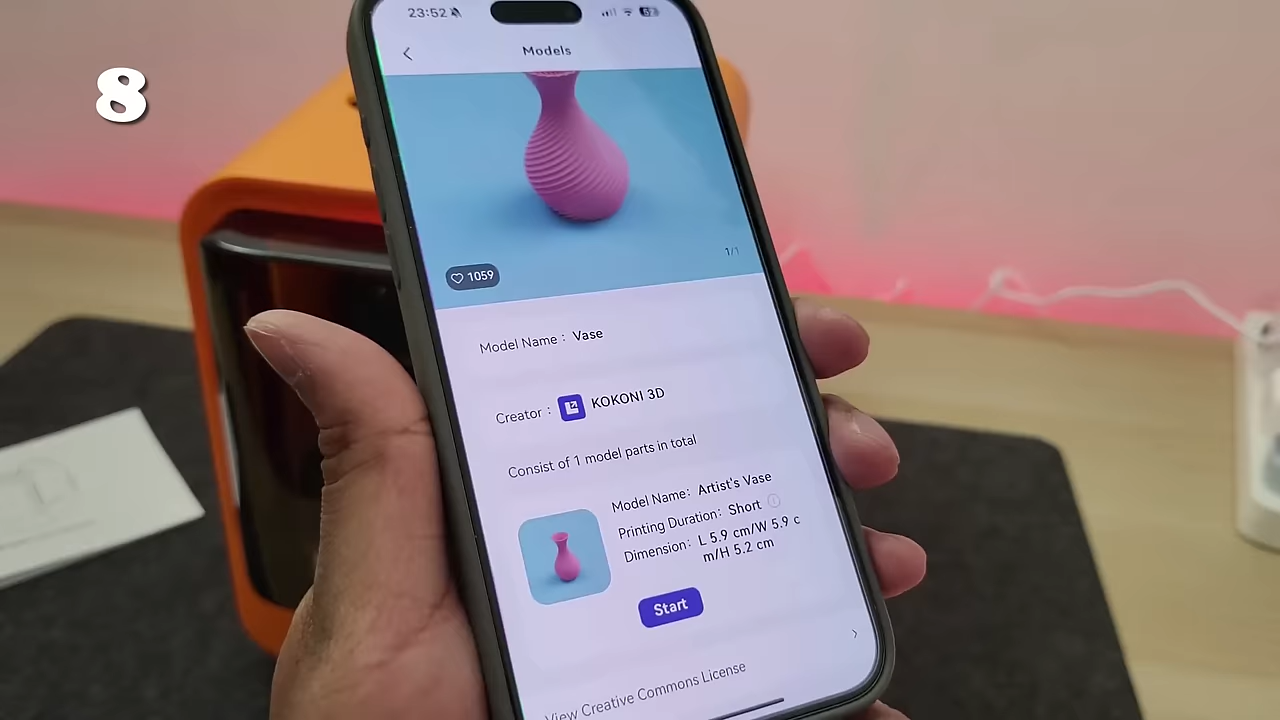 23:52
8
Models
1/1
1059
Model Name: Vase
Creator: KOKONI 3D
Consist of 1 model parts in total
Model Name: Artist's Vase
Printing Duration: Short
Dimension: L 5.9 cm/W 5.9 c
m/H 5.2 cm
Start
View Creative Commons License